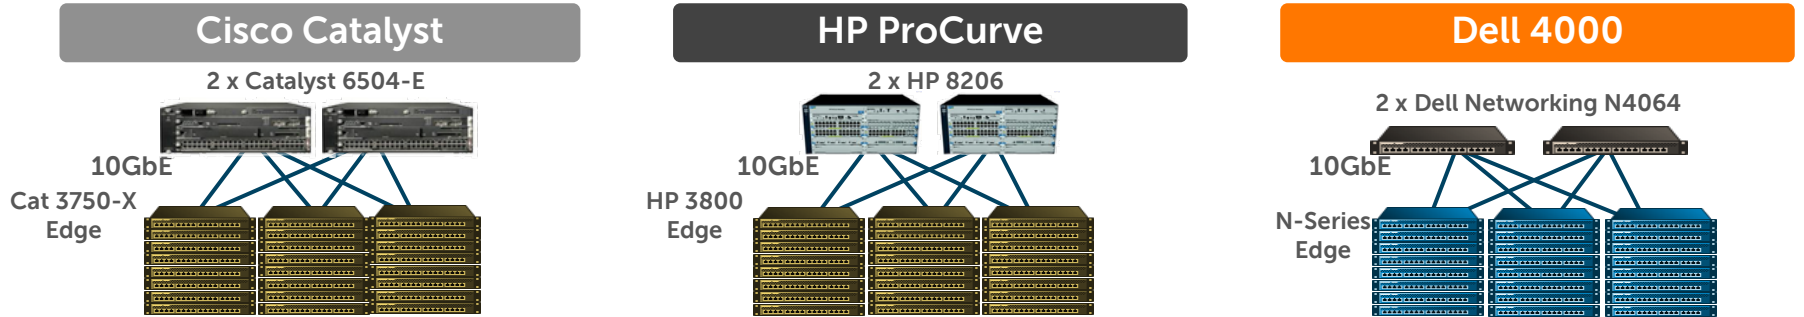 Cisco Catalyst
2 x Catalyst 6504-E
10GbE
Cat 3750-X
Edge
HP ProCurve
2 x HP 8206
10GbE
HP 3800
Edge
Dell 4000
2 x Dell Networking N4064
10GbE
N-Series
Edge